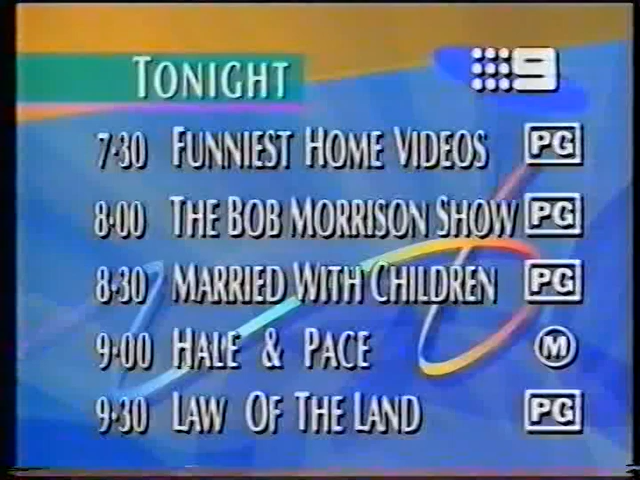 TONIGHT
9
7·30 FUNNIEST HOME VIDEOS PG
8·00 THE BOB MORRISON SHOW PG
8·30 MARRIED WITH CHILDREN PG
9·00 HALE & PACE M
9·30 LAW OF THE LAND PG